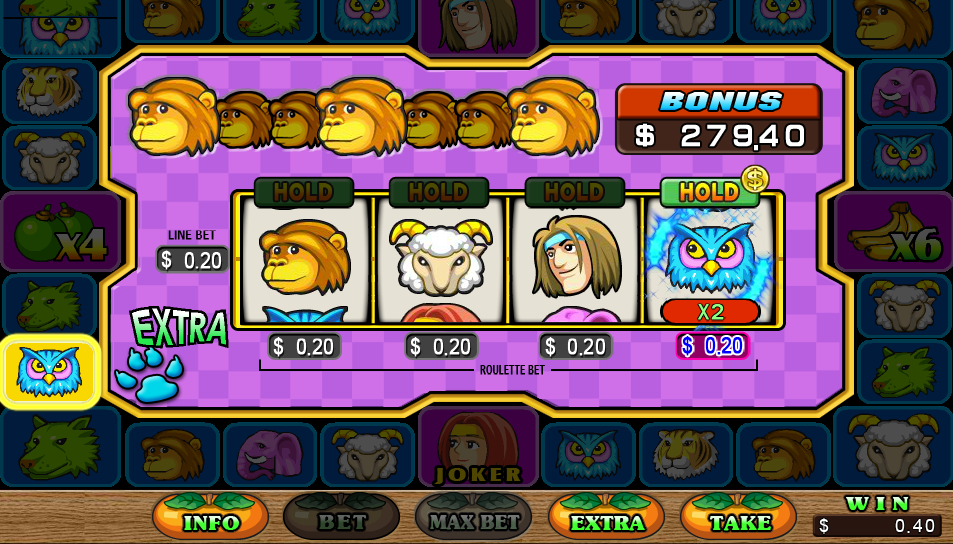 BONUS
$ 279.40
HOLD HOLD HOLD HOLD $
x4
x6
LINE BET
$ 0.20
X2
EXTRA
$ 0.20 $ 0.20 $ 0.20 $ 0.20
ROULETTE BET
JOKER
INFO BET MAX BET EXTRA TAKE
WIN
$ 0.40